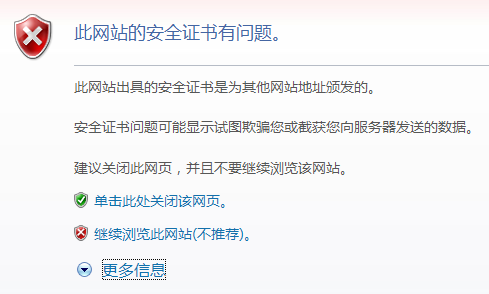 此网站的安全证书有问题。
此网站出具的安全证书是为其他网站地址颁发的。
安全证书问题可能显示试图欺骗您或截获您向服务器发送的数据。
建议关闭此网页，并且不要继续浏览该网站。
单击此处关闭该网页。
继续浏览此网站(不推荐)。
更多信息